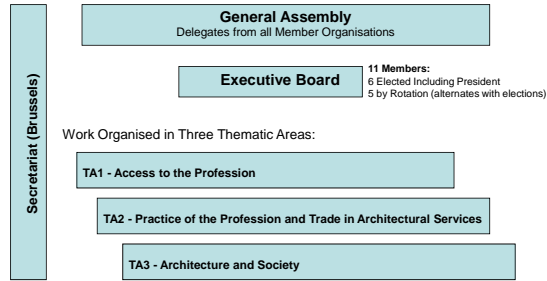 General Assembly
Delegates from all Member Organisations
Secretariat (Brussels)
Executive Board
11 Members:
6 Elected Including President
5 by Rotation (alternates with elections)
Work Organised in Three Thematic Areas:
TA1 - Access to the Profession
TA2 - Practice of the Profession and Trade in Architectural Services
TA3 - Architecture and Society